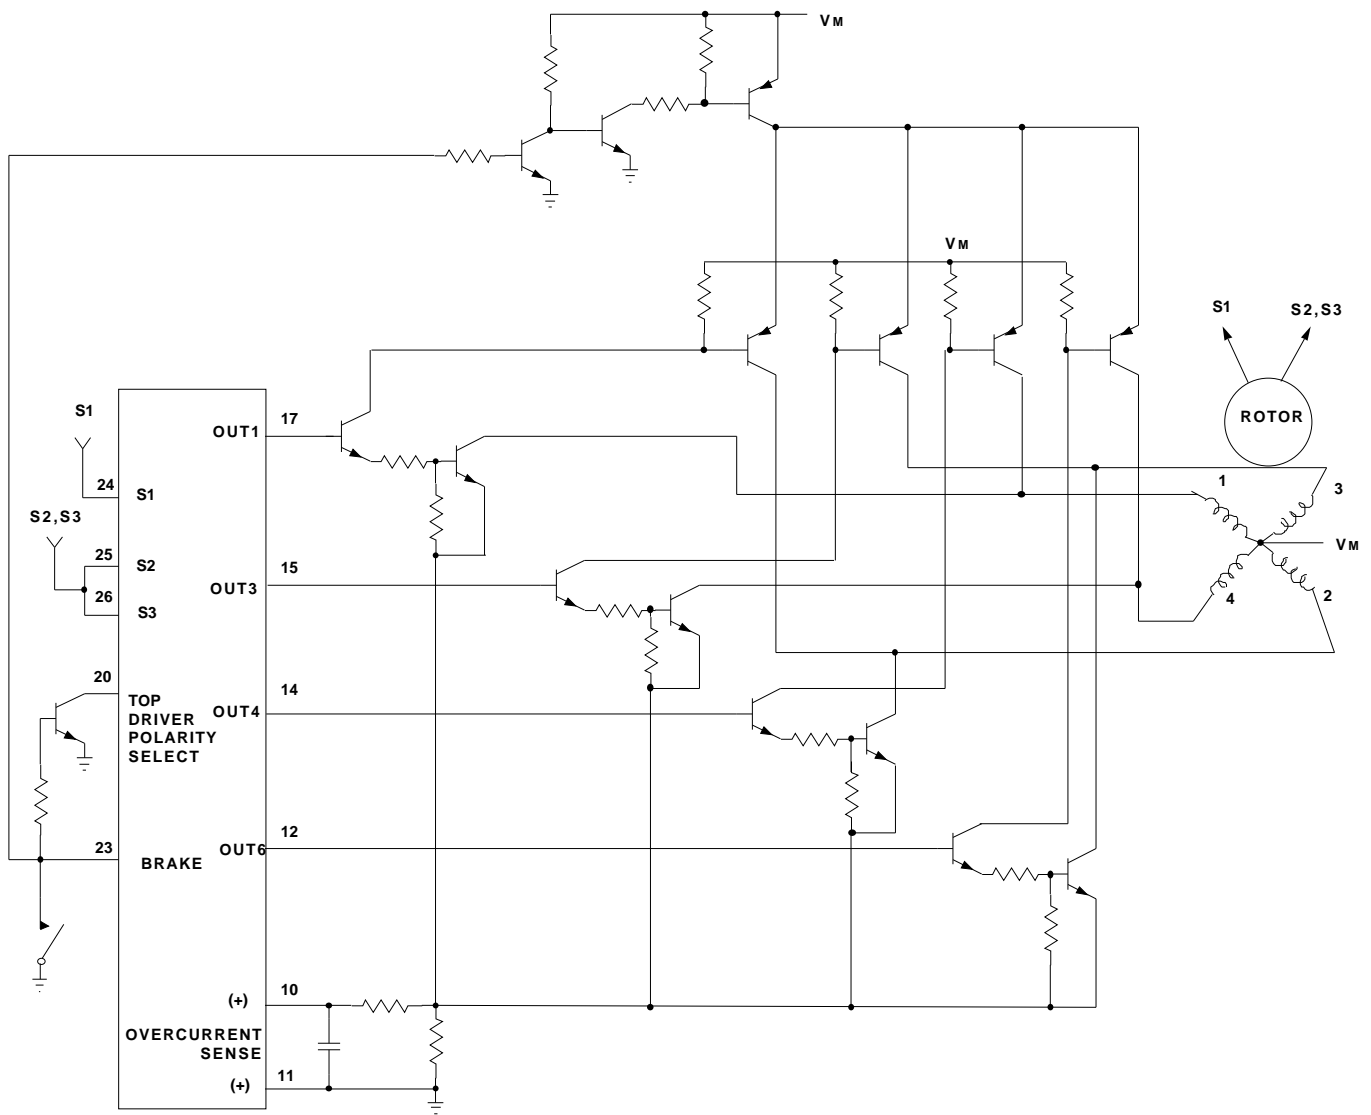 VM
VM
S1
S2,S3
ROTOR
S1
17
OUT1
24
S1
1
3
S2,S3
VM
25
S2
15
OUT3
26
S3
4
2
20
14
TOP
DRIVER
POLARITY
SELECT
OUT4
12
23
BRAKE
OUT6
10
(+)
OVERCURRENT
SENSE
11
(+)